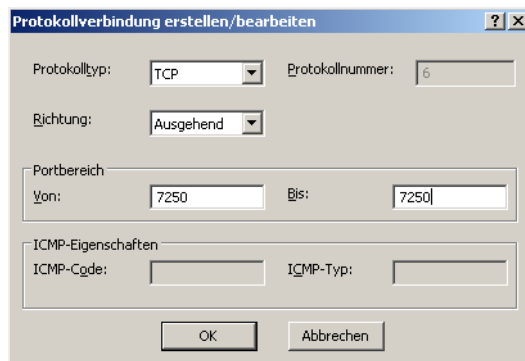 Protokollverbindung erstellen/bearbeiten
Protokolltyp: TCP Protokollnummer: 6
Richtung: Ausgehend
Portbereich
Von: 7250 Bis: 7250
ICMP-Eigenschaften
ICMP-Code: ICMP-Typ:
OK Abbrechen